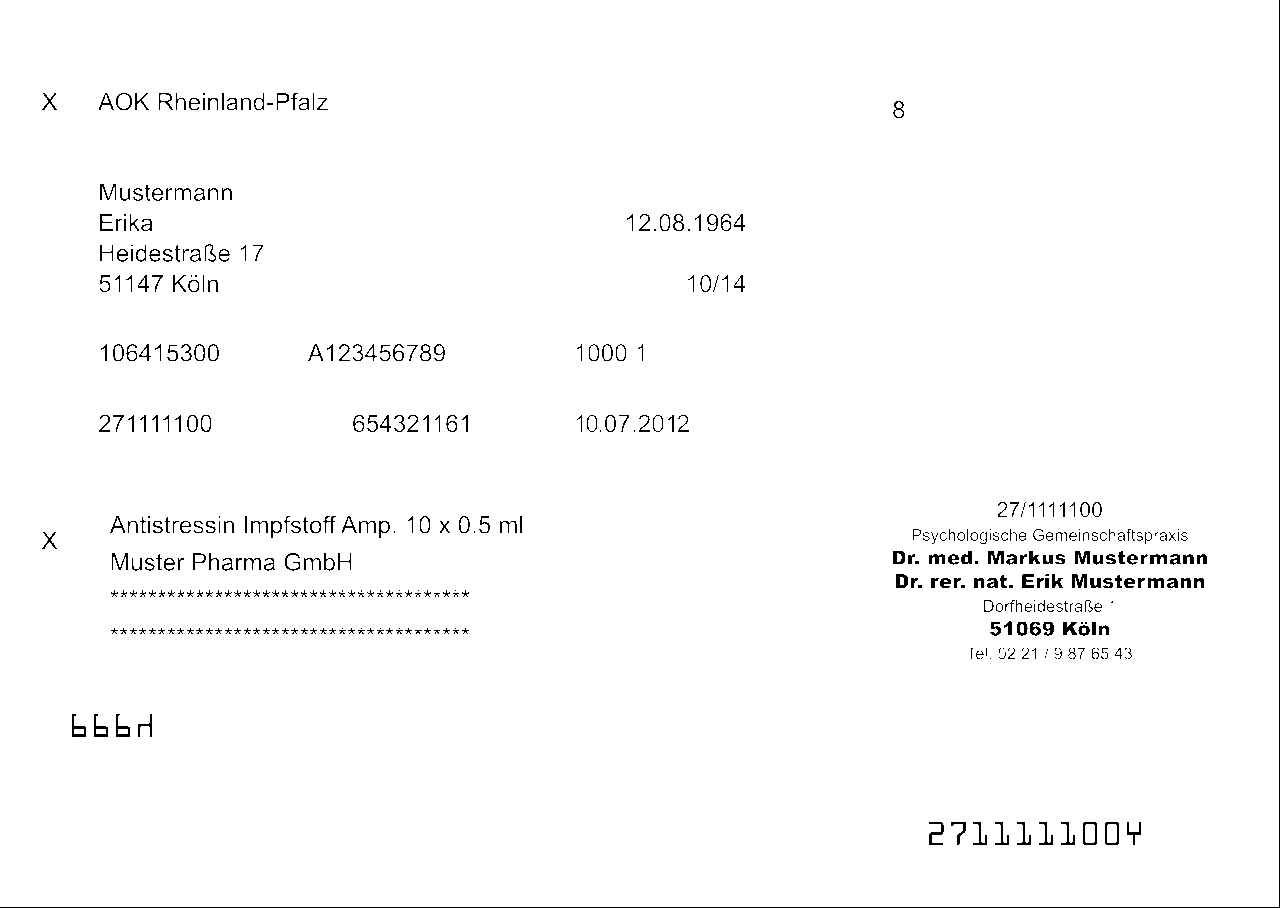 X AOK Rheinland-Pfalz 8
Mustermann
Erika 12.08.1964
Heidestraße 17
51147 Köln 10/14
106415300 A123456789 1000 1
271111100 654321161 10.07.2012
X
Antistressin Impfstoff Amp. 10 x 0.5 ml
Muster Pharma GmbH
**************************************
**************************************
27/1111100
Psychologische Gemeinschaftspraxis
Dr. med. Markus Mustermann
Dr. rer. nat. Erik Mustermann
Dorfheidestraße 1
51069 Köln
Tel. 02 21 / 9 87 65 43
666⑁
271111100⑂